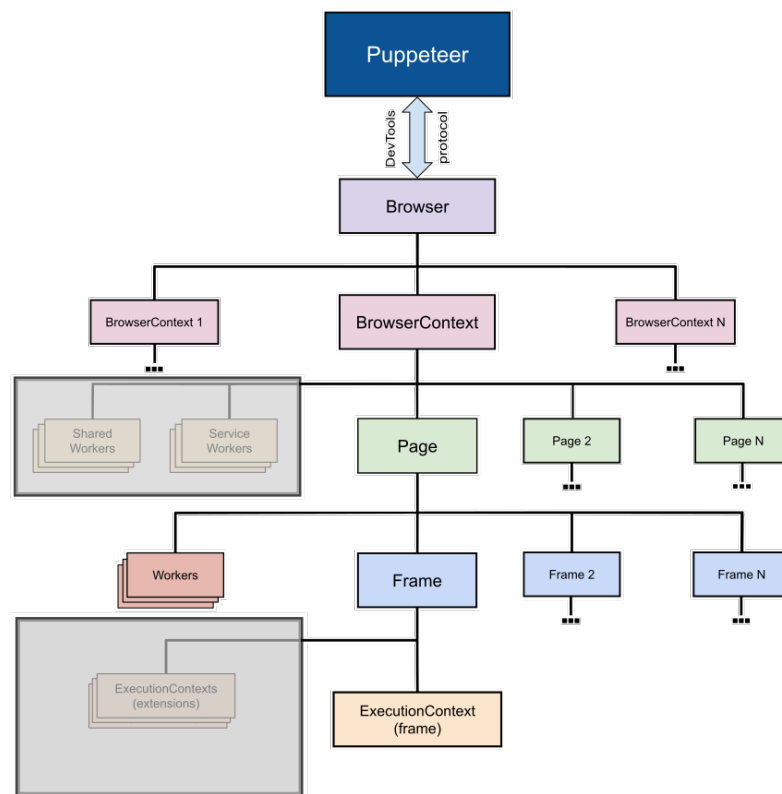 Puppeteer
DevTools
protocol
Browser
BrowserContext 1
BrowserContext
BrowserContext N
Shared
Workers
Service
Workers
Page
Page 2
Page N
Workers
Frame
Frame 2
Frame N
ExecutionContexts
(extensions)
ExecutionContext
(frame)